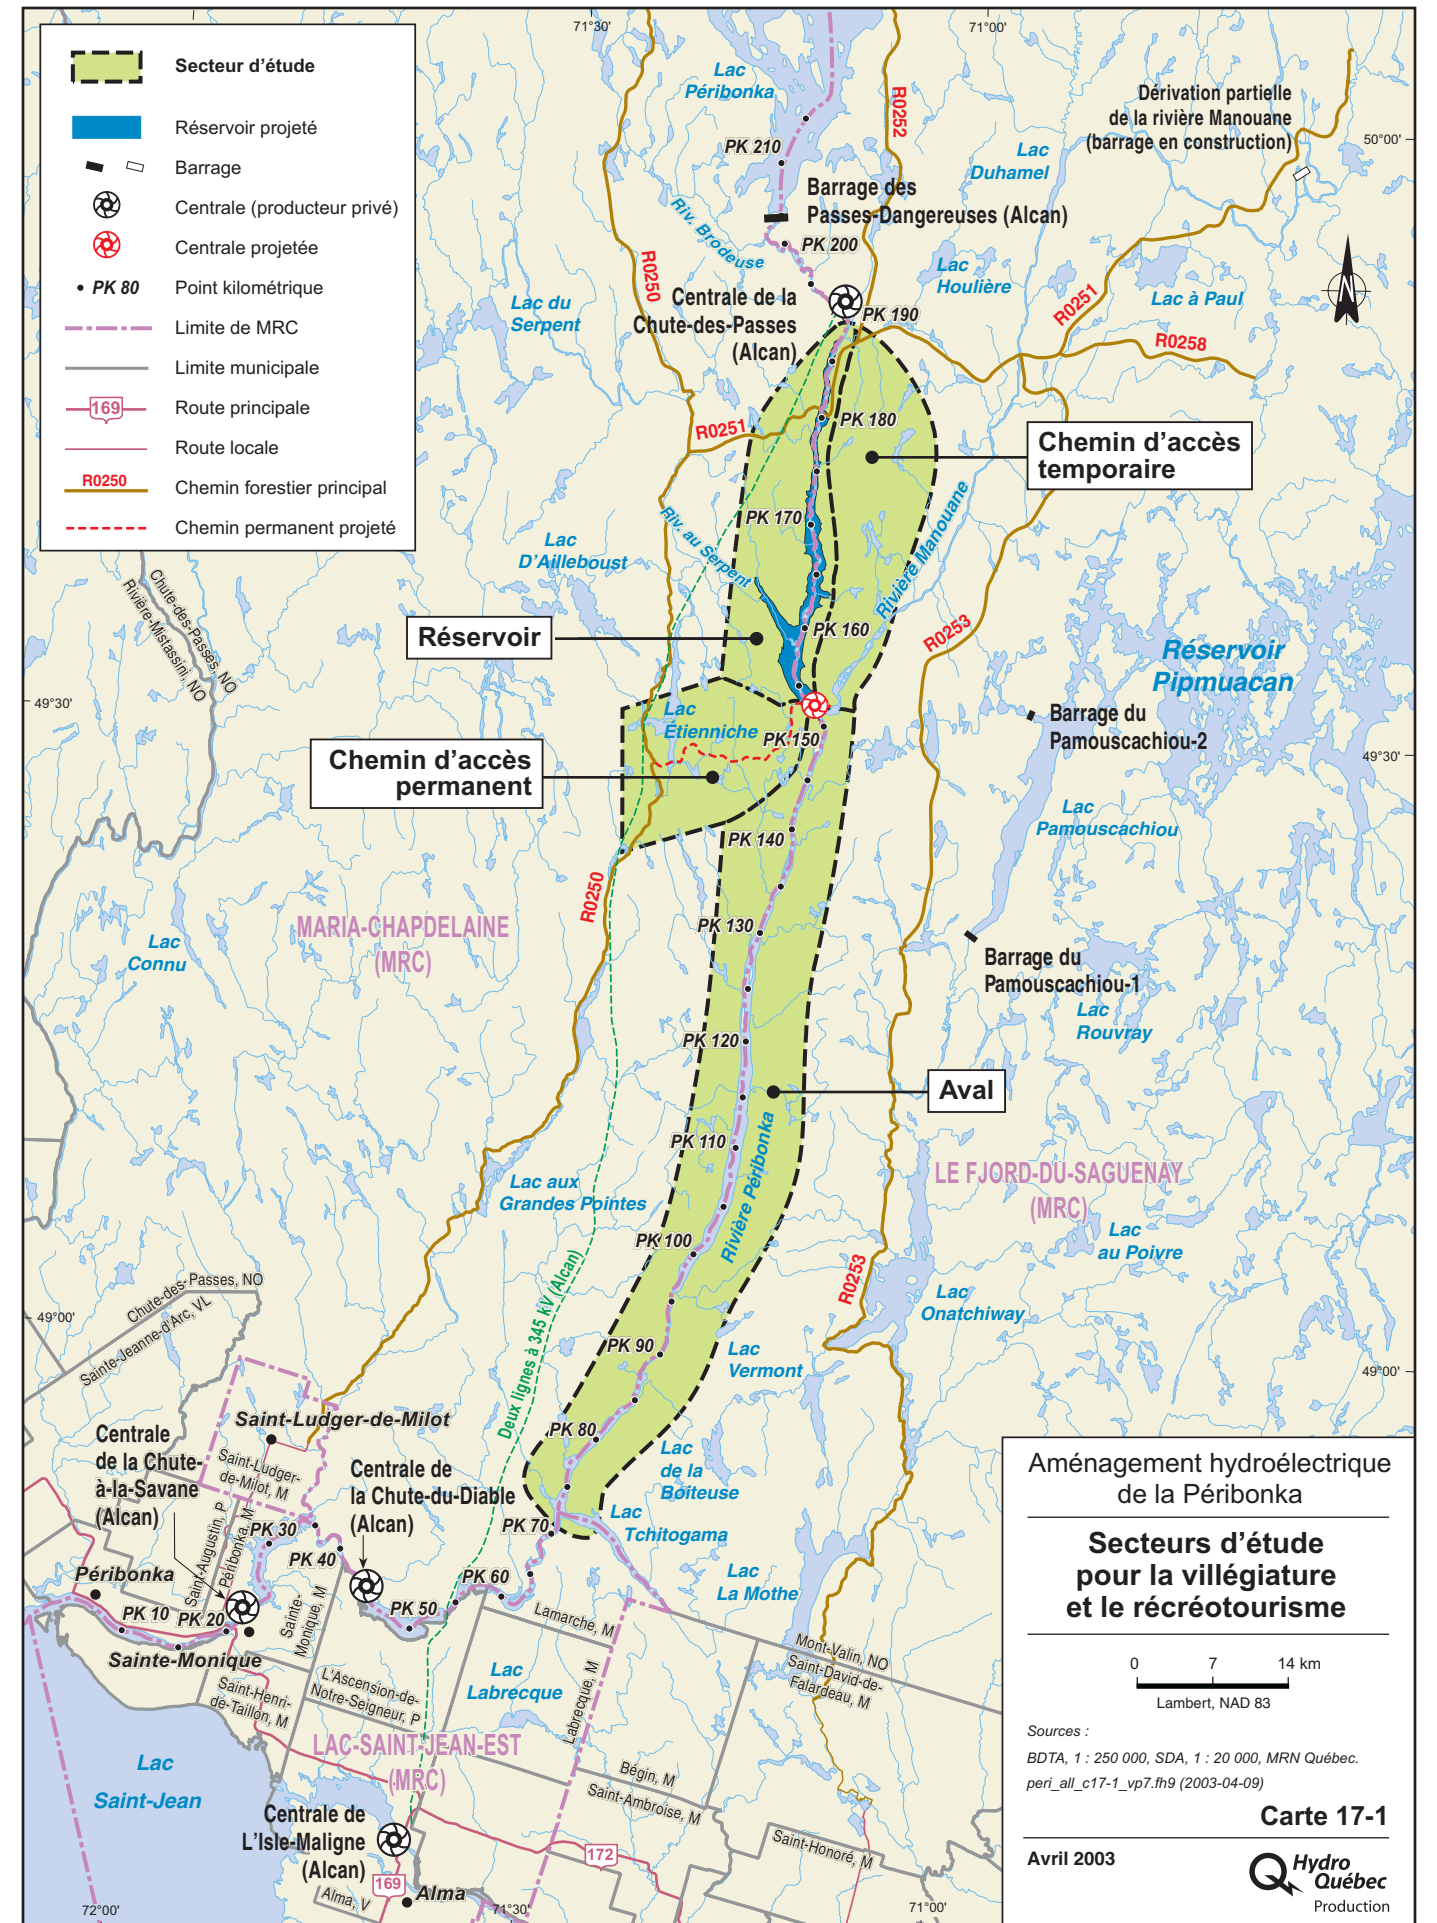 Secteur d'étude
Réservoir projeté
Barrage
Centrale (producteur privé)
Centrale projetée
PK 80
Point kilométrique
Limite de MRC
Limite municipale
169
Route principale
Route locale
R0250
Chemin forestier principal
Chemin permanent projeté
71°30'
71°00'
Lac
Péribonka
R0252
Dérivation partielle
de la rivière Manouane
(barrage en construction)
50°00'
PK 210
Lac
Duhamel
Barrage des
Passes-Dangereuses (Alcan)
Riv. Brodeuse
PK 200
R0250
Lac
Houlière
Lac du
Serpent
Centrale de la
Chute-des-Passes
(Alcan)
PK 190
R0251
Lac à Paul
R0258
R0251
PK 180
Chemin d'accès
temporaire
PK 170
Riv. au Serpent
Rivière Manouane
Lac
D'Ailleboust
Chute-des-Passes, NO
Rivière-Mistassini, NO
Réservoir
PK 160
R0253
Réservoir
Pipmuacan
49°30'
Lac
Étienniche
PK 150
Barrage du
Pamouscachiou-2
49°30'
Chemin d'accès
permanent
Lac
Pamouscachiou
PK 140
R0250
MARIA-CHAPDELAINE
(MRC)
PK 130
Lac
Connu
Barrage du
Pamouscachiou-1
Lac
Rouvray
PK 120
Aval
PK 110
Rivière Péribonka
LE FJORD-DU-SAGUENAY
(MRC)
Lac aux
Grandes Pointes
PK 100
Lac
au Poivre
R0253
Deux lignes à 345 kV (Alcan)
Chute-des-Passes, NO
Sainte-Jeanne-d'Arc, VL
49°00'
Lac
Onatchiway
PK 90
Lac
Vermont
49°00'
Saint-Ludger-de-Milot
PK 80
Centrale
de la Chute-
à-la-Savane
(Alcan)
Saint-Ludger-
de-Milot, M
Centrale de
la Chute-du-Diable
(Alcan)
Lac
de la
Boiteuse
Saint-Augustin, P
Péribonka, M
PK 30
PK 70
Lac
Tchitogama
PK 40
Péribonka
PK 60
Lac
La Mothe
PK 10
PK 20
Sainte-
Monique, M
PK 50
Lamarche, M
Sainte-Monique
Mont-Valin, NO
Saint-David-de-
Falardeau, M
Saint-Henri-
de-Taillon, M
L'Ascension-de-
Notre-Seigneur, P
Lac
Labrecque
Labrecque, M
LAC-SAINT-JEAN-EST
(MRC)
Lac
Saint-Jean
Bégin, M
Saint-Ambroise, M
Centrale de
L'Isle-Maligne
(Alcan)
Saint-Honoré, M
172
169
Alma
Alma, V
72°00'
71°30'
71°00'
Aménagement hydroélectrique
de la Péribonka
Secteurs d'étude
pour la villégiature
et le récréotourisme
0 7 14 km
Lambert, NAD 83
Sources :
BDTA, 1 : 250 000, SDA, 1 : 20 000, MRN Québec.
peri_all_c17-1_vp7.fh9 (2003-04-09)
Carte 17-1
Avril 2003
Hydro
Québec
Production
N